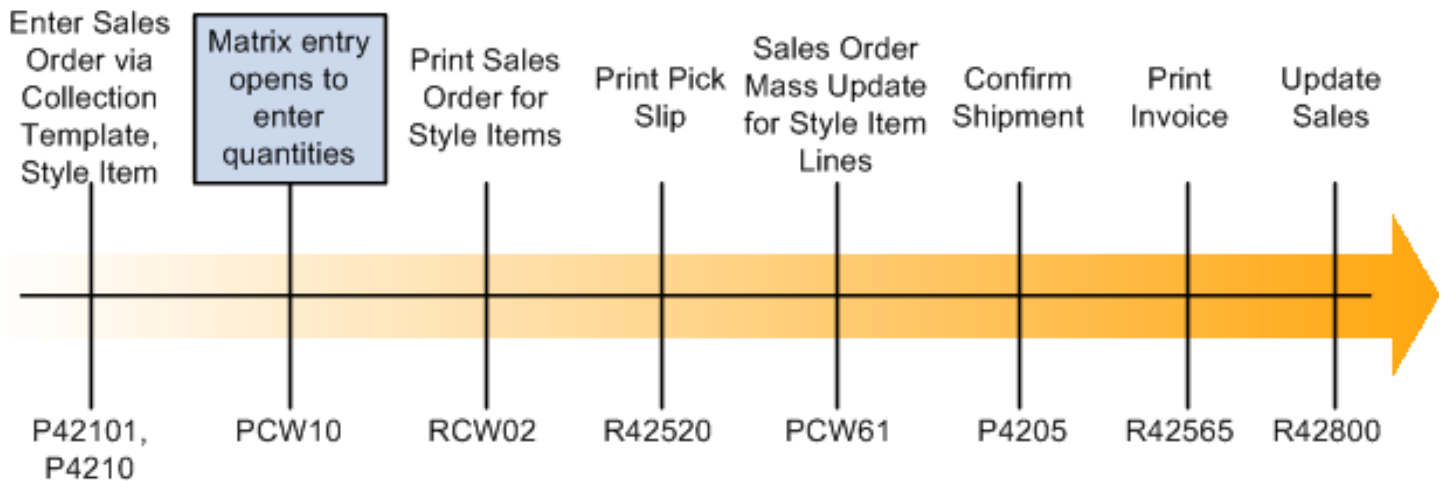 Enter Sales
Order via
Collection
Template,
Style Item
Matrix entry
opens to
enter
quantities
Print Sales
Order for
Style Items
Print Pick
Slip
Sales Order
Mass Update
for Style Item
Lines
Confirm
Shipment
Print
Invoice
Update
Sales
P42101,
P4210
PCW10
RCW02
R42520
PCW61
P4205
R42565
R42800